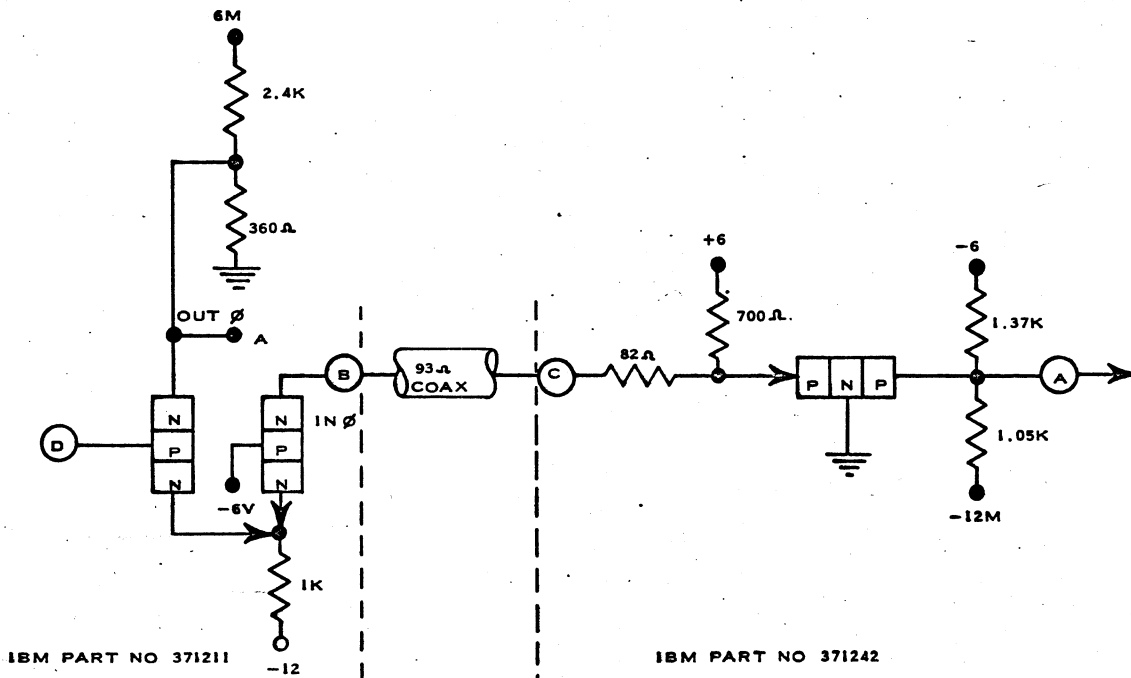 6M
2.4K
360Ω
OUT Ø
A
D
N
P
N
-6V
N
P
N
IN Ø
1K
-12
B
93Ω
COAX
C
82Ω
+6
700Ω.
P N P
-6
1.37K
A
1.05K
-12M
IBM PART NO 371211
IBM PART NO 371242